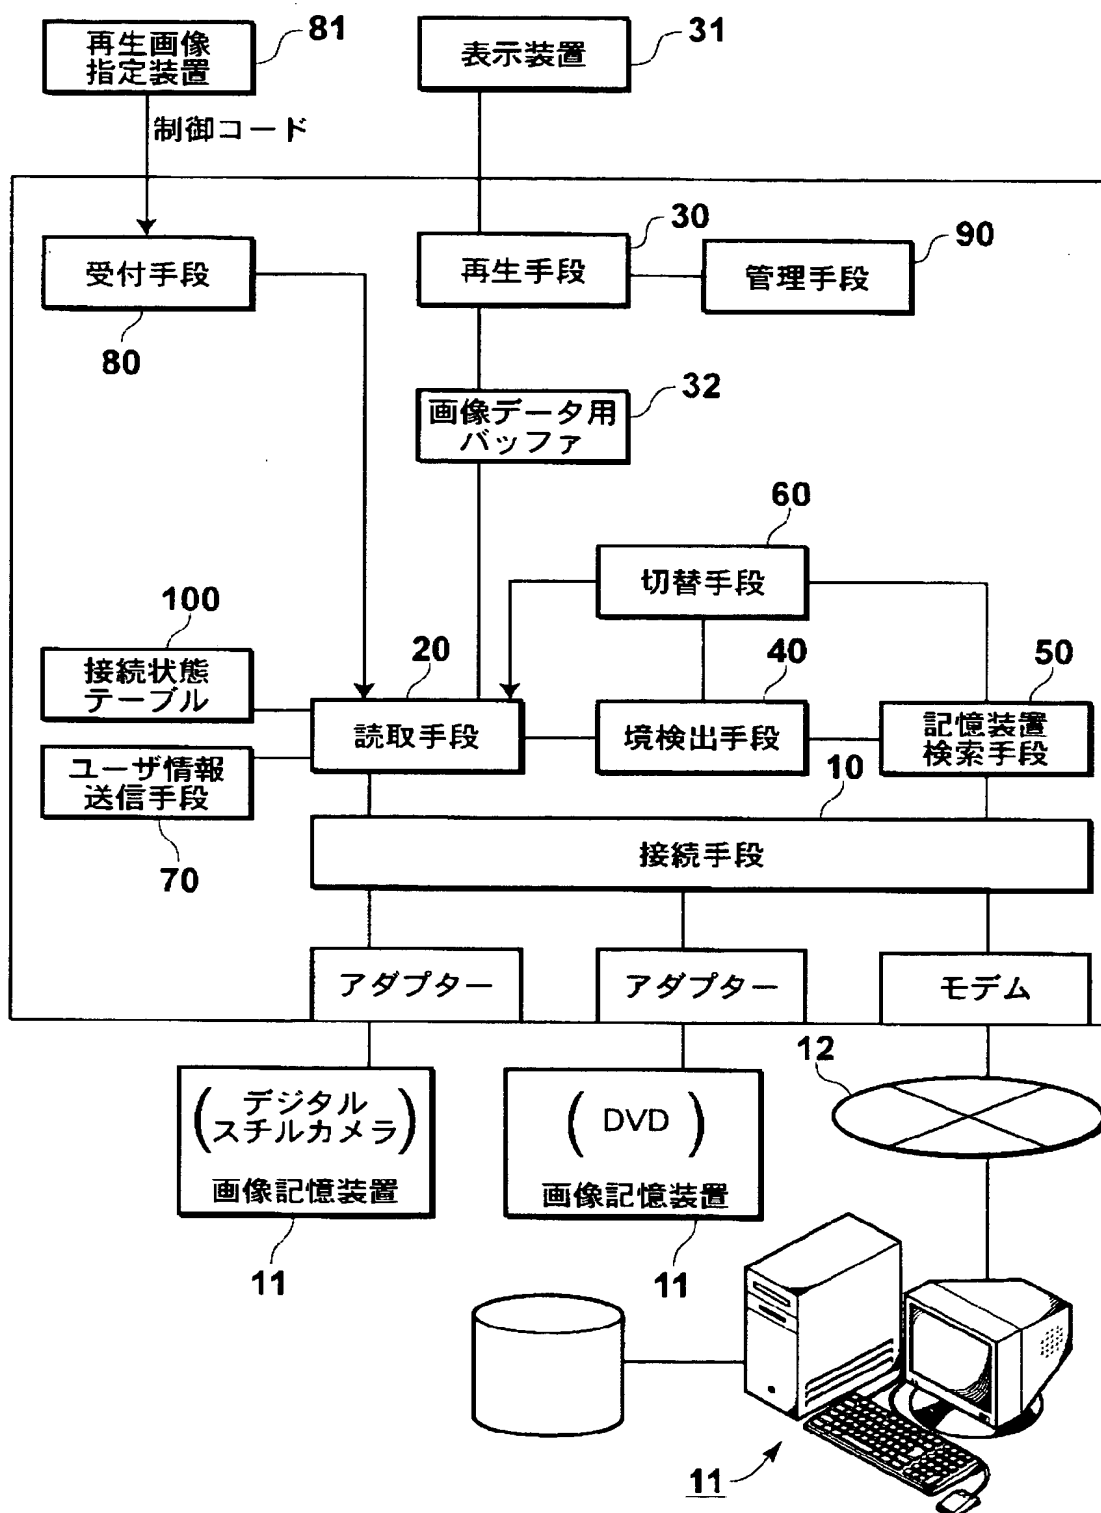 再生画像
指定装置
81
表示装置
31
制御コード
受付手段
80
再生手段
30
管理手段
90
画像データ用
バッファ
32
60
切替手段
100
接続状態
テーブル
20
読取手段
40
境検出手段
50
記憶装置
検索手段
ユーザ情報
送信手段
70
10
接続手段
アダプター
アダプター
モデム
12
(デジタル
スチルカメラ)
画像記憶装置
11
(DVD)
画像記憶装置
11
11